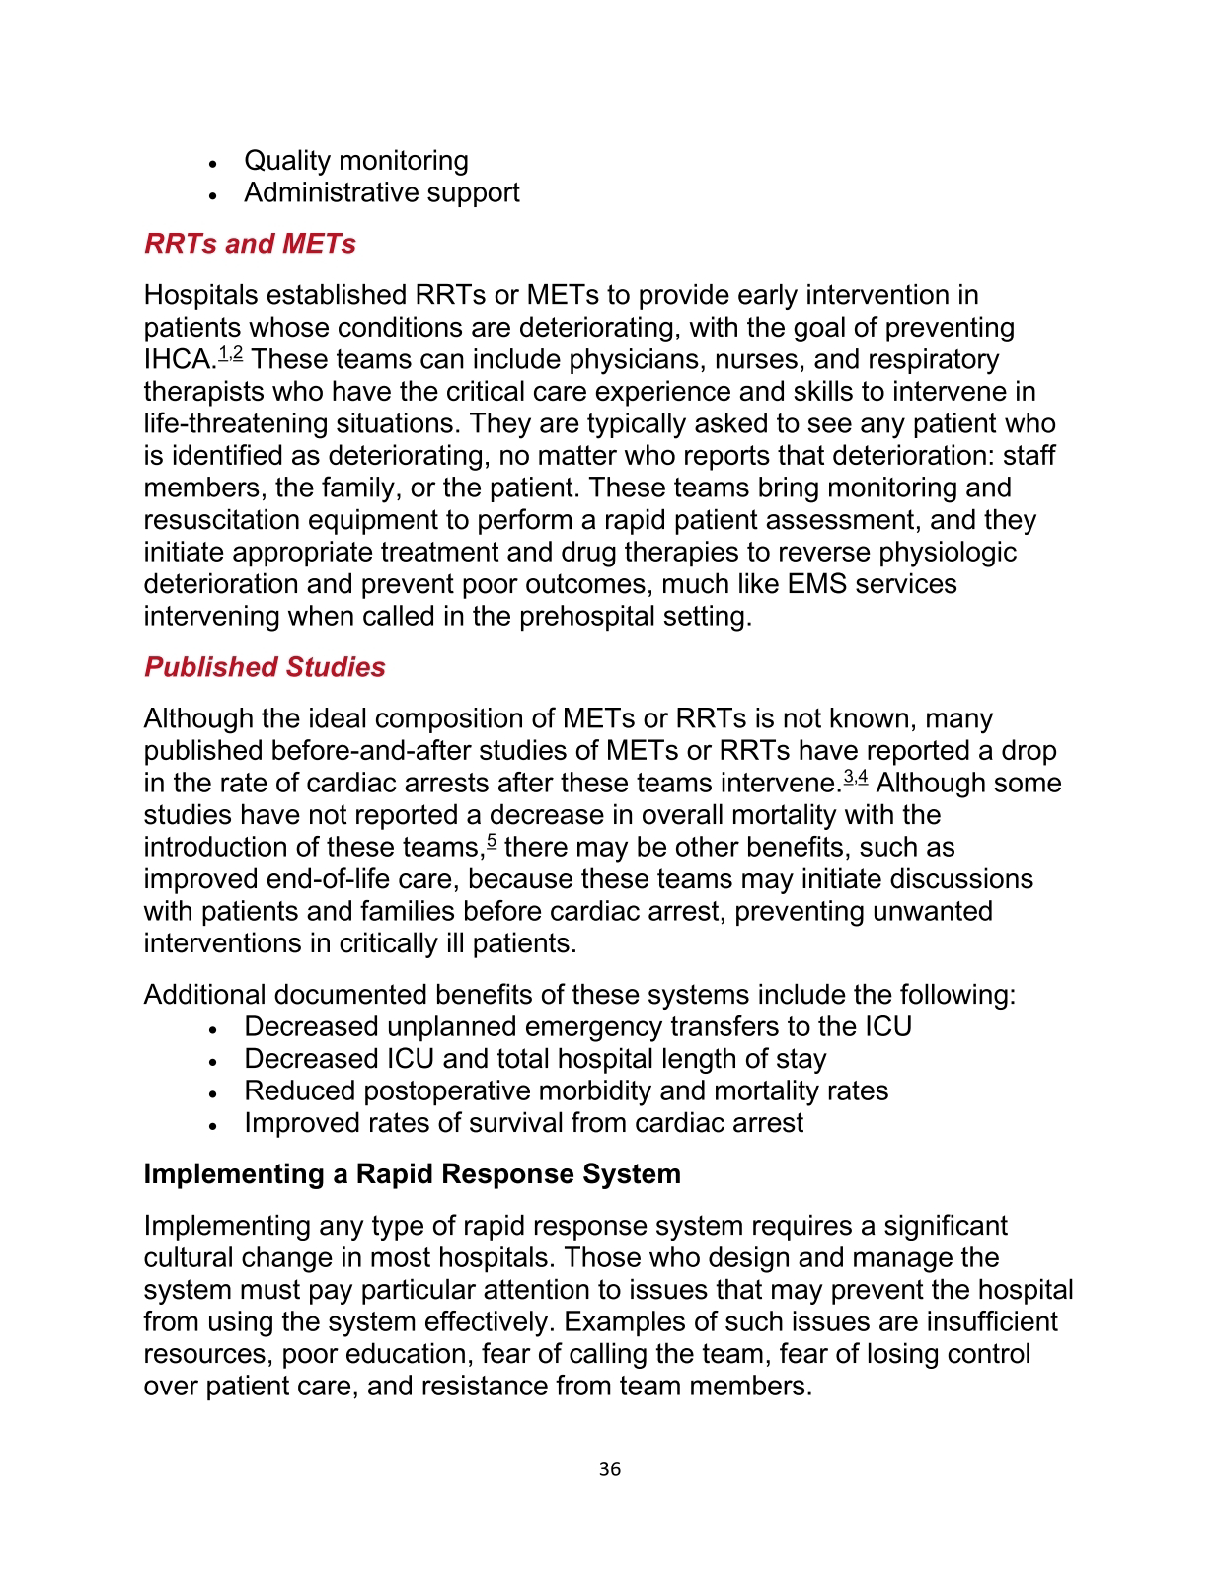 • Quality monitoring
• Administrative support
RRTs and METs
Hospitals established RRTs or METs to provide early intervention in
patients whose conditions are deteriorating, with the goal of preventing
IHCA.1,2 These teams can include physicians, nurses, and respiratory
therapists who have the critical care experience and skills to intervene in
life-threatening situations. They are typically asked to see any patient who
is identified as deteriorating, no matter who reports that deterioration: staff
members, the family, or the patient. These teams bring monitoring and
resuscitation equipment to perform a rapid patient assessment, and they
initiate appropriate treatment and drug therapies to reverse physiologic
deterioration and prevent poor outcomes, much like EMS services
intervening when called in the prehospital setting.
Published Studies
Although the ideal composition of METs or RRTs is not known, many
published before-and-after studies of METs or RRTs have reported a drop
in the rate of cardiac arrests after these teams intervene.3,4 Although some
studies have not reported a decrease in overall mortality with the
introduction of these teams,5 there may be other benefits, such as
improved end-of-life care, because these teams may initiate discussions
with patients and families before cardiac arrest, preventing unwanted
interventions in critically ill patients.
Additional documented benefits of these systems include the following:
• Decreased unplanned emergency transfers to the ICU
• Decreased ICU and total hospital length of stay
• Reduced postoperative morbidity and mortality rates
• Improved rates of survival from cardiac arrest
Implementing a Rapid Response System
Implementing any type of rapid response system requires a significant
cultural change in most hospitals. Those who design and manage the
system must pay particular attention to issues that may prevent the hospital
from using the system effectively. Examples of such issues are insufficient
resources, poor education, fear of calling the team, fear of losing control
over patient care, and resistance from team members.
36